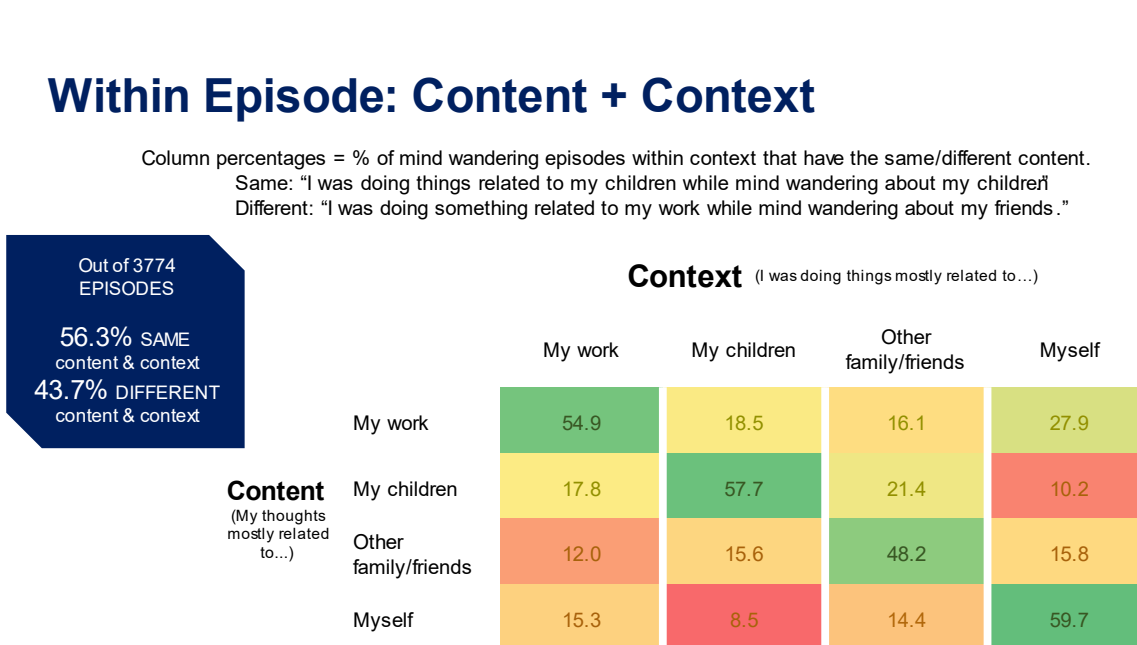 Within Episode: Content + Context
Column percentages = % of mind wandering episodes within context that have the same/different content.
Same: “I was doing things related to my children while mind wandering about my children”
Different: “I was doing something related to my work while mind wandering about my friends.”
Out of 3774
EPISODES
56.3% SAME
content & context
43.7% DIFFERENT
content & context
Context (I was doing things mostly related to…)
My work My children Other family/friends Myself
My work 54.9 18.5 16.1 27.9
Content
(My thoughts
mostly related
to...)
My children 17.8 57.7 21.4 10.2
Other
family/friends 12.0 15.6 48.2 15.8
Myself 15.3 8.5 14.4 59.7